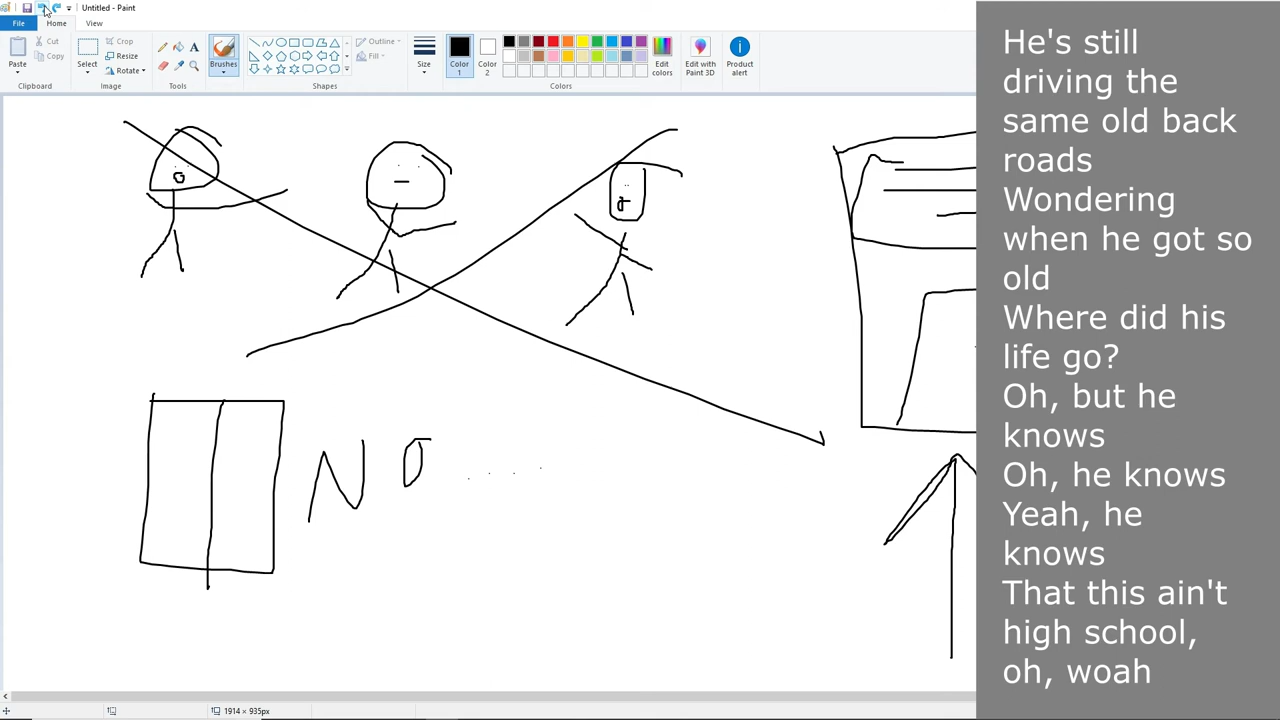 Untitled - Paint
File
Home
View
Paste
Cut
Copy
Clipboard
Select
Crop
Resize
Rotate
Image
A
Tools
Brushes
Outline
Fill
Shapes
Size
Color 1
Color 2
Edit colors
Colors
Edit with Paint 3D
Product alert
He's still
driving the
same old back
roads
Wondering
when he got so
old
Where did his
life go?
Oh, but he
knows
Oh, he knows
Yeah, he
knows
That this ain't
high school,
oh, woah
NO....
1914 × 935px